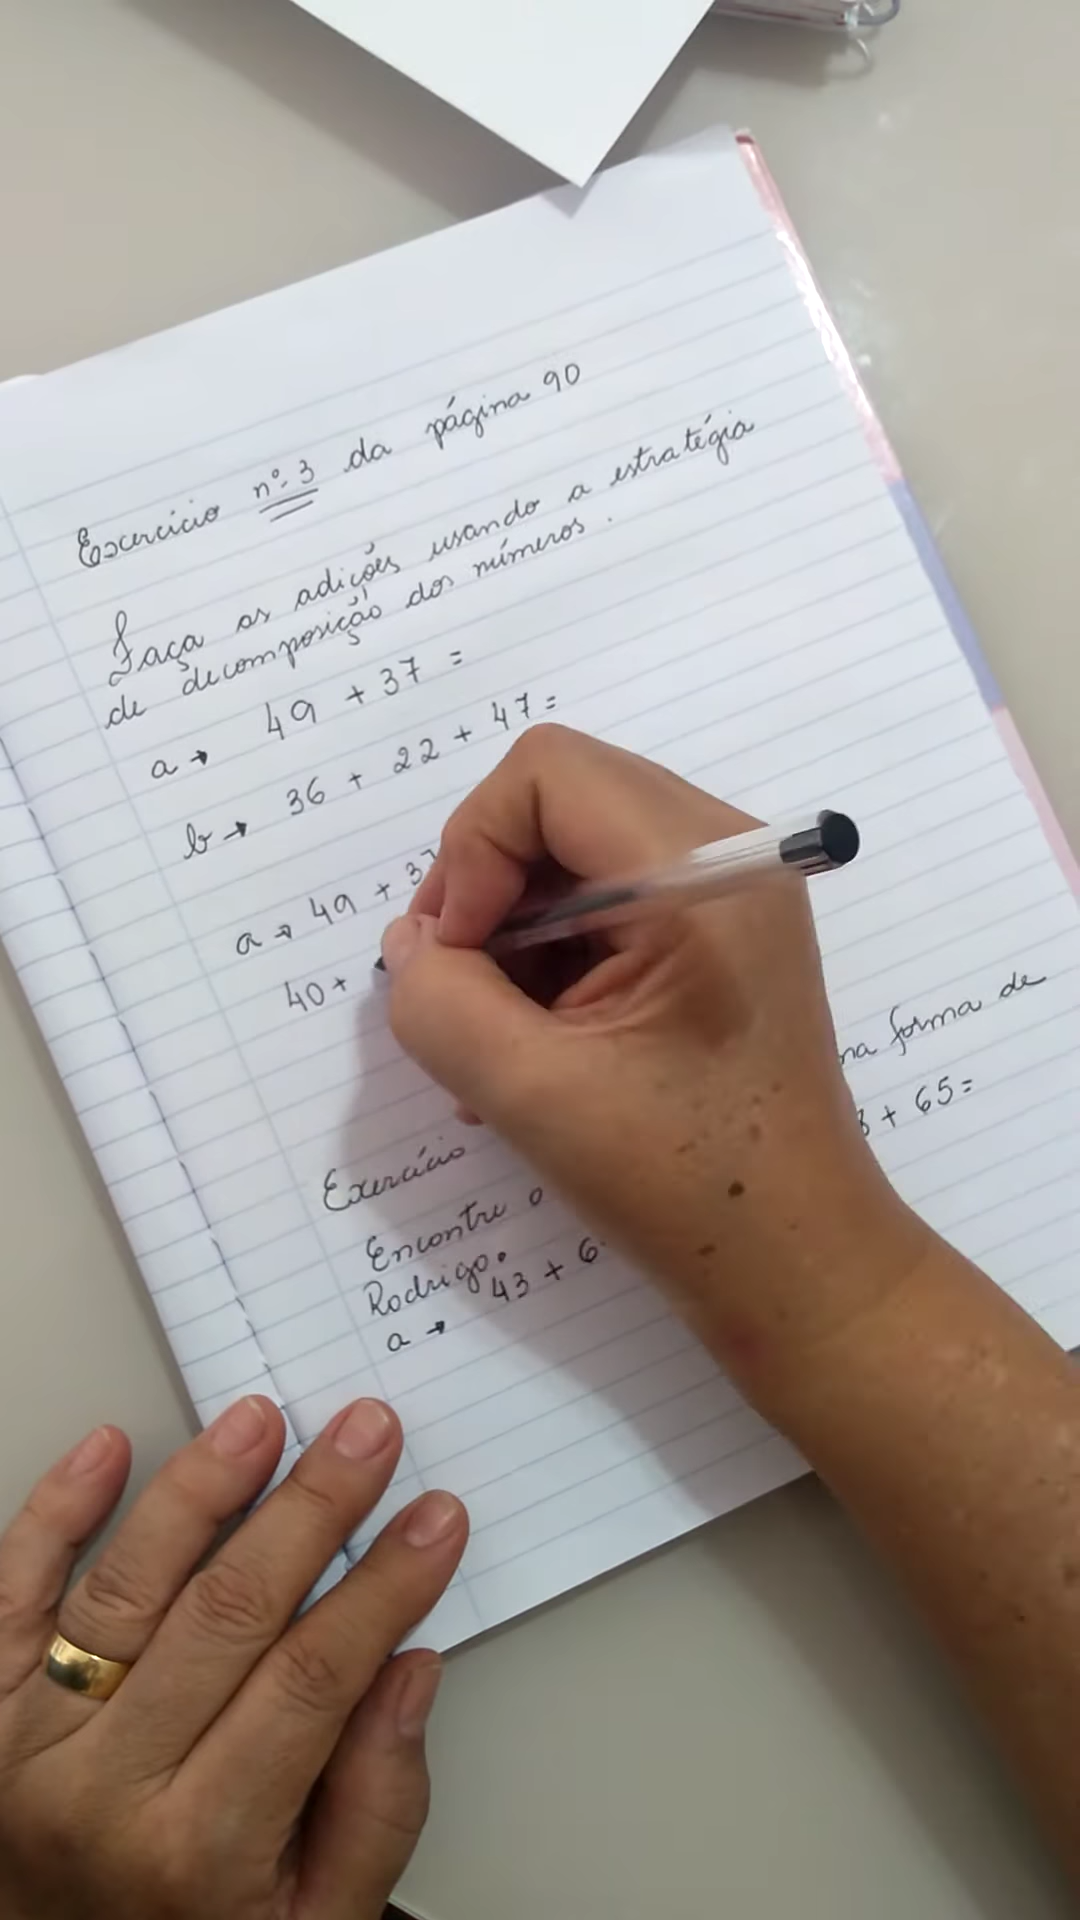 Exercício nº 3 da página 90
Faça as adições usando a estratégia
de decomposição dos números.
a → 49 + 37 =
b → 36 + 22 + 47 =
a → 49 + 37
40 +
Exercício
na forma de
Encontre o
+ 65 =
Rodrigo.
a → 43 + 6